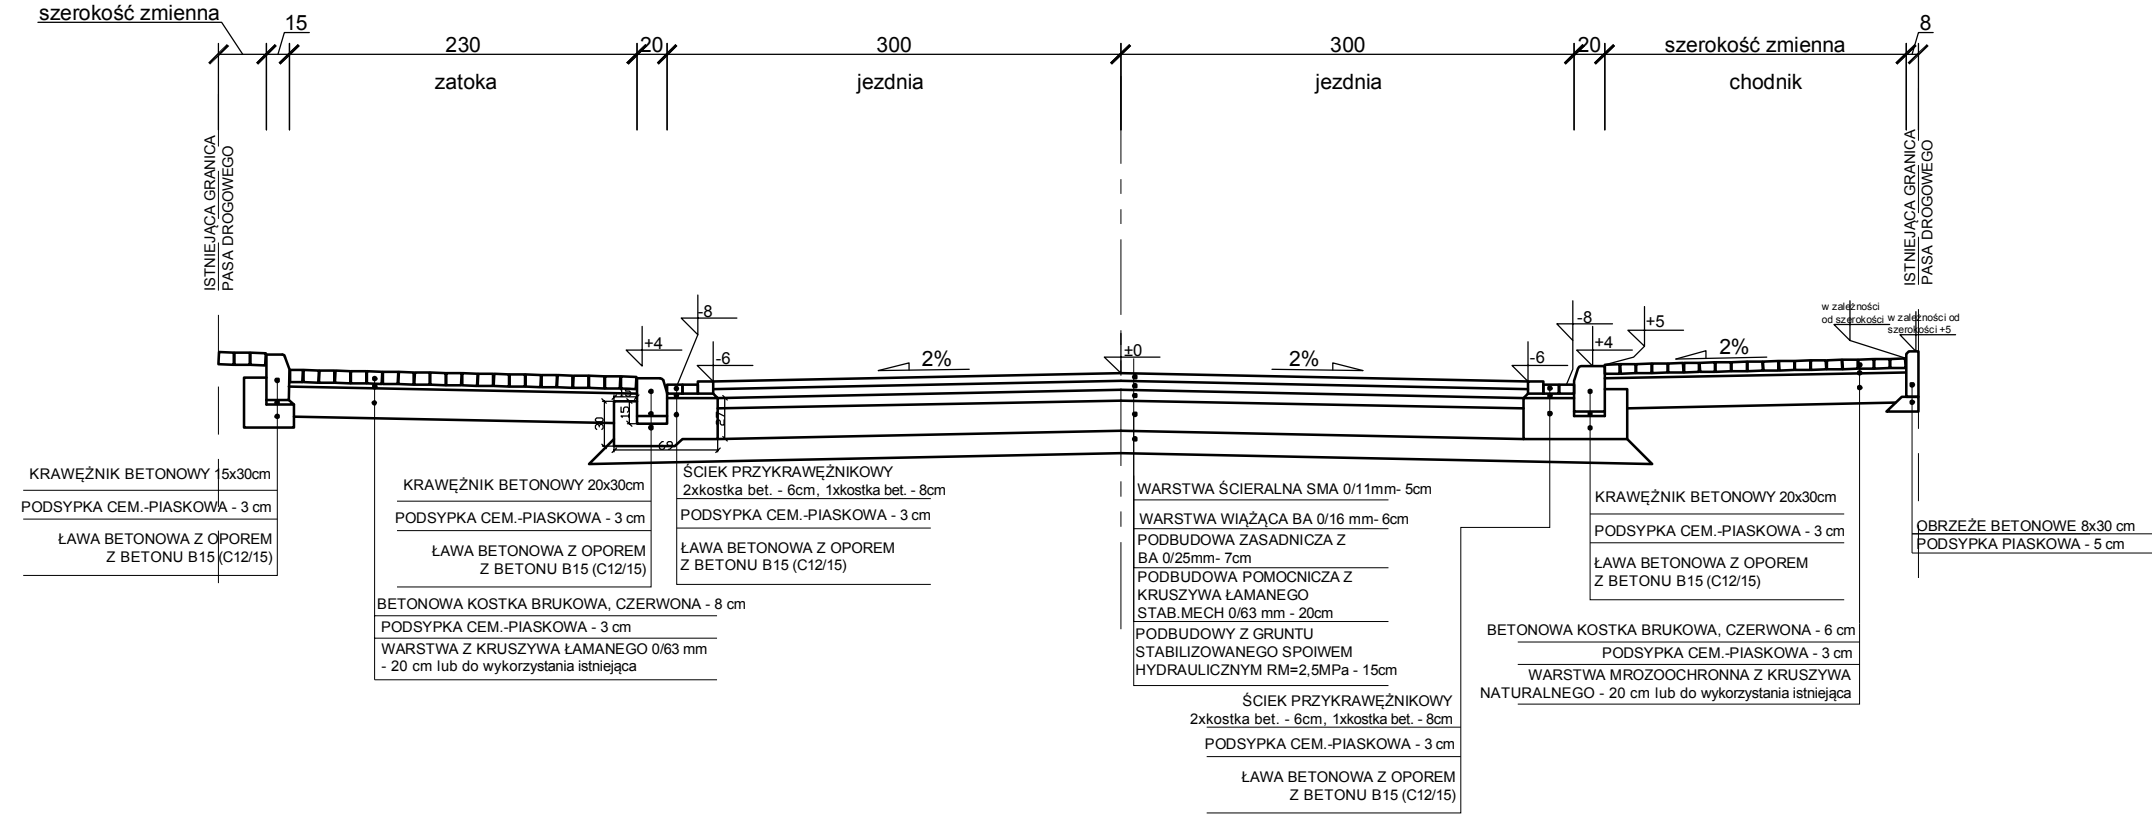 szerokość zmienna
15
230
20
300
300
20
szerokość zmienna
8
zatoka
jezdnia
jezdnia
chodnik
ISTNIEJĄCA GRANICA
PASA DROGOWEGO
ISTNIEJĄCA GRANICA
PASA DROGOWEGO
+4
-8
-6
2%
±0
2%
-6
-8
+4
+5
2%
w zależności
od szerokości
w zależności od
szerokości +5
30
15
27
69
KRAWĘŻNIK BETONOWY 15x30cm
PODSYPKA CEM.-PIASKOWA - 3 cm
ŁAWA BETONOWA Z OPOREM
Z BETONU B15 (C12/15)
KRAWĘŻNIK BETONOWY 20x30cm
PODSYPKA CEM.-PIASKOWA - 3 cm
ŁAWA BETONOWA Z OPOREM
Z BETONU B15 (C12/15)
BETONOWA KOSTKA BRUKOWA, CZERWONA - 8 cm
PODSYPKA CEM.-PIASKOWA - 3 cm
WARSTWA Z KRUSZYWA ŁAMANEGO 0/63 mm
- 20 cm lub do wykorzystania istniejąca
ŚCIEK PRZYKRAWĘŻNIKOWY
2xkostka bet. - 6cm, 1xkostka bet. - 8cm
PODSYPKA CEM.-PIASKOWA - 3 cm
ŁAWA BETONOWA Z OPOREM
Z BETONU B15 (C12/15)
WARSTWA ŚCIERALNA SMA 0/11mm- 5cm
WARSTWA WIĄŻĄCA BA 0/16 mm- 6cm
PODBUDOWA ZASADNICZA Z
BA 0/25mm- 7cm
PODBUDOWA POMOCNICZA Z
KRUSZYWA ŁAMANEGO
STAB.MECH 0/63 mm - 20cm
PODBUDOWY Z GRUNTU
STABILIZOWANEGO SPOIWEM
HYDRAULICZNYM RM=2,5MPa - 15cm
ŚCIEK PRZYKRAWĘŻNIKOWY
2xkostka bet. - 6cm, 1xkostka bet. - 8cm
PODSYPKA CEM.-PIASKOWA - 3 cm
ŁAWA BETONOWA Z OPOREM
Z BETONU B15 (C12/15)
KRAWĘŻNIK BETONOWY 20x30cm
PODSYPKA CEM.-PIASKOWA - 3 cm
ŁAWA BETONOWA Z OPOREM
Z BETONU B15 (C12/15)
BETONOWA KOSTKA BRUKOWA, CZERWONA - 6 cm
PODSYPKA CEM.-PIASKOWA - 3 cm
WARSTWA MROZOOCHRONNA Z KRUSZYWA
NATURALNEGO - 20 cm lub do wykorzystania istniejąca
OBRZEŻE BETONOWE 8x30 cm
PODSYPKA PIASKOWA - 5 cm